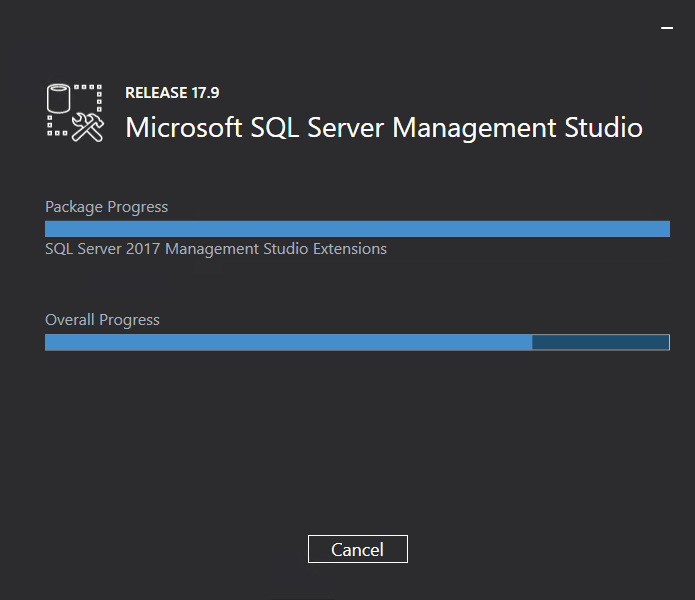 RELEASE 17.9
Microsoft SQL Server Management Studio
Package Progress
SQL Server 2017 Management Studio Extensions
Overall Progress
Cancel